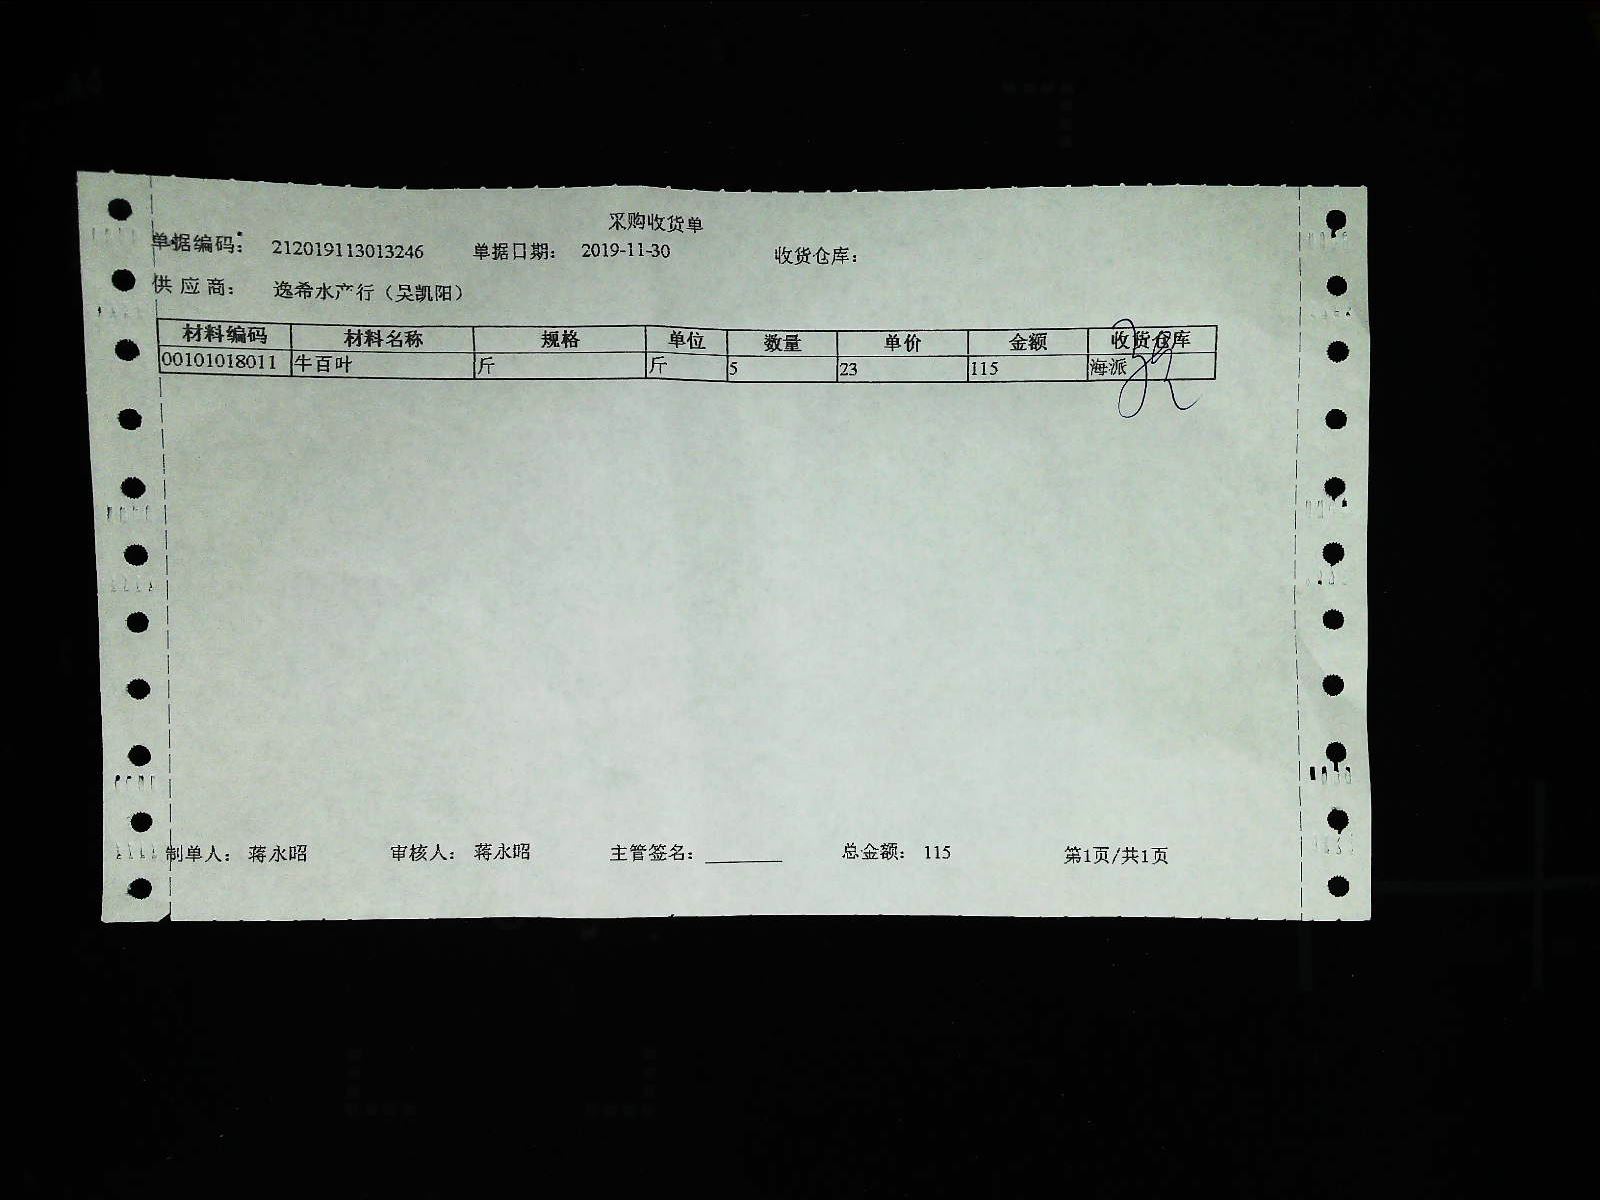 采购收货单
单据编码： 212019113013246 单据日期： 2019-11-30 收货仓库：
供 应 商： 逸希水产行（吴凯阳）
材料编码 材料名称 规格 单位 数量 单价 金额 收货仓库
00101018011 牛百叶 斤 斤 5 23 115 海派
制单人： 蒋永昭 审核人： 蒋永昭 主管签名：________ 总金额： 115 第1页/共1页